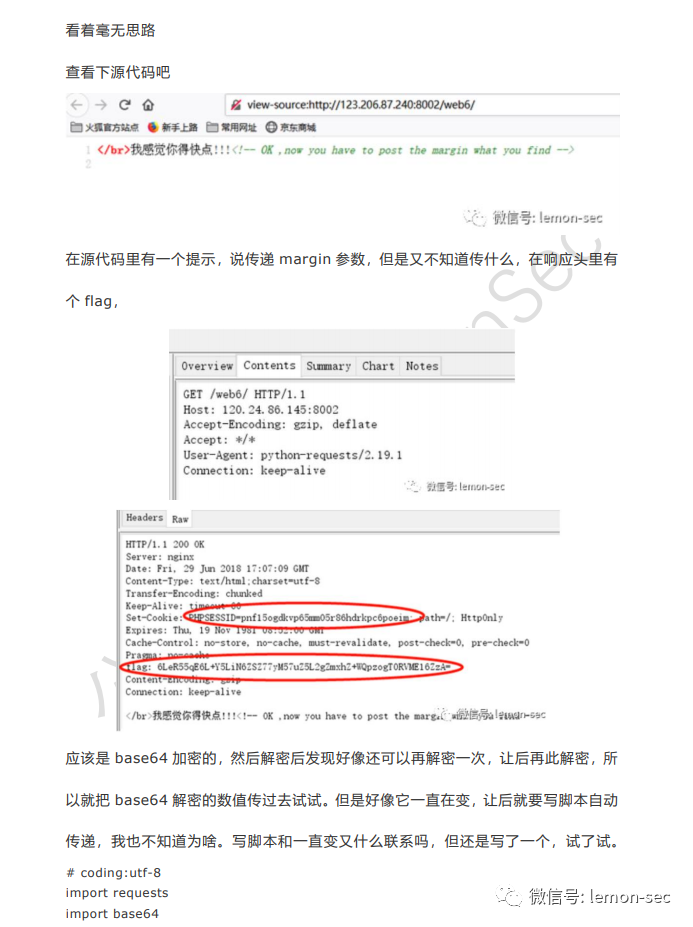 看着毫无思路
查看下源代码吧
view-source:http://123.206.87.240:8002/web6/
火狐官方站点 新手上路 常用网址 京东商城
1 </br>我感觉你得快点!!!<!-- OK ,now you have to post the margin what you find -->
2
微信号: lemon-sec
在源代码里有一个提示，说传递 margin 参数，但是又不知道传什么，在响应头里有
个 flag，
Overview Contents Summary Chart Notes
GET /web6/ HTTP/1.1
Host: 120.24.86.145:8002
Accept-Encoding: gzip, deflate
Accept: */*
User-Agent: python-requests/2.19.1
Connection: keep-alive
微信号: lemon-sec
Headers Raw
HTTP/1.1 200 OK
Server: nginx
Date: Fri, 29 Jun 2018 17:07:09 GMT
Content-Type: text/html;charset=utf-8
Transfer-Encoding: chunked
Keep-Alive: timeout=60
Set-Cookie: PHPSESSID=pnf15ogdkvp65mm05r86hdrkpc6poeim; path=/; HttpOnly
Expires: Thu, 19 Nov 1981 08:52:00 GMT
Cache-Control: no-store, no-cache, must-revalidate, post-check=0, pre-check=0
Pragma: no-cache
flag: 6LeR55qE6L+Y5LiN6ZSZ77yM57uZ5L2gZmxhZ+WQpzogTORVME16ZzA=
Content-Encoding: gzip
Connection: keep-alive
</br>我感觉你得快点!!!<!-- OK ,now you have to post the margin what you find -->
微信号: lemon-sec
应该是 base64 加密的，然后解密后发现好像还可以再解密一次，让后再此解密，所
以就把 base64 解密的数值传过去试试。但是好像它一直在变，让后就要写脚本自动
传递，我也不知道为啥。写脚本和一直变又什么联系吗，但还是写了一个，试了试。
# coding:utf-8
import requests
import base64
微信号: lemon-sec